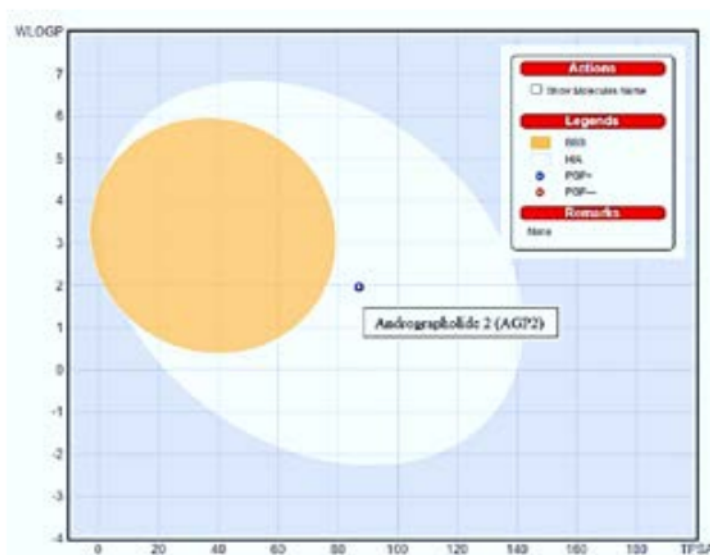 WLOGP
7
6
5
4
3
2
1
0
-1
-2
-3
-4
0 20 40 60 80 100 120 140 160 180 TPSA
Actions
Show Molecules Name
Legends
BBB
HIA
PGP+
PGP—
Remarks
None
Andrographolide 2 (AGP2)